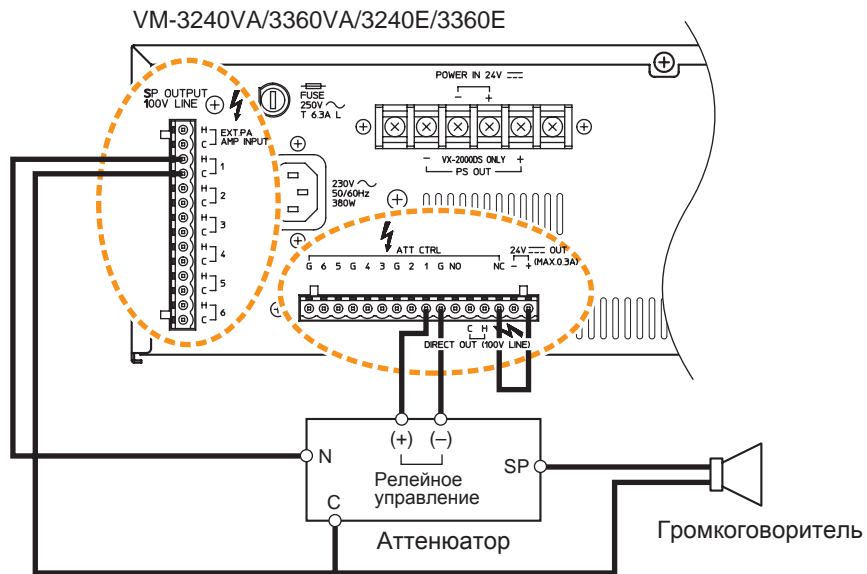 VM-3240VA/3360VA/3240E/3360E
SP OUTPUT
100V LINE
H
C
EXT.PA
AMP INPUT
H
C
1
H
C
2
H
C
3
H
C
4
H
C
5
H
C
6
FUSE
250V
T 6.3A L
230V
50/60Hz
380W
POWER IN 24V
− +
− VX-2000DS ONLY +
PS OUT
ATT CTRL
G 6 5 G 4 3 G 2 1 G NO NC
24V OUT
− + (MAX.0.3A)
C H
DIRECT OUT (100V LINE)
(+) (–)
Релейное
управление
N
C
SP
Аттенюатор
Громкоговоритель